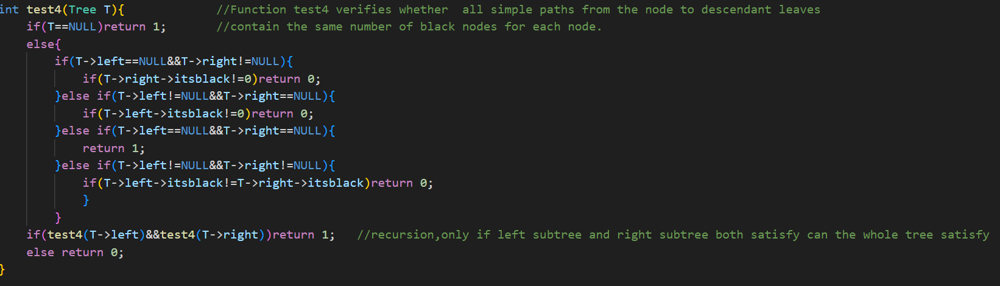 int test4(Tree T){             //Function test4 verifies whether  all simple paths from the node to descendant leaves
    if(T==NULL)return 1;       //contain the same number of black nodes for each node.
    else{
        if(T->left==NULL&&T->right!=NULL){
            if(T->right->itsblack!=0)return 0;
        }else if(T->left!=NULL&&T->right==NULL){
            if(T->left->itsblack!=0)return 0;
        }else if(T->left==NULL&&T->right==NULL){
            return 1;
        }else if(T->left!=NULL&&T->right!=NULL){
            if(T->left->itsblack!=T->right->itsblack)return 0;
            }
        }
    if(test4(T->left)&&test4(T->right))return 1;   //recursion,only if left subtree and right subtree both satisfy can the whole tree satisfy
    else return 0;
}